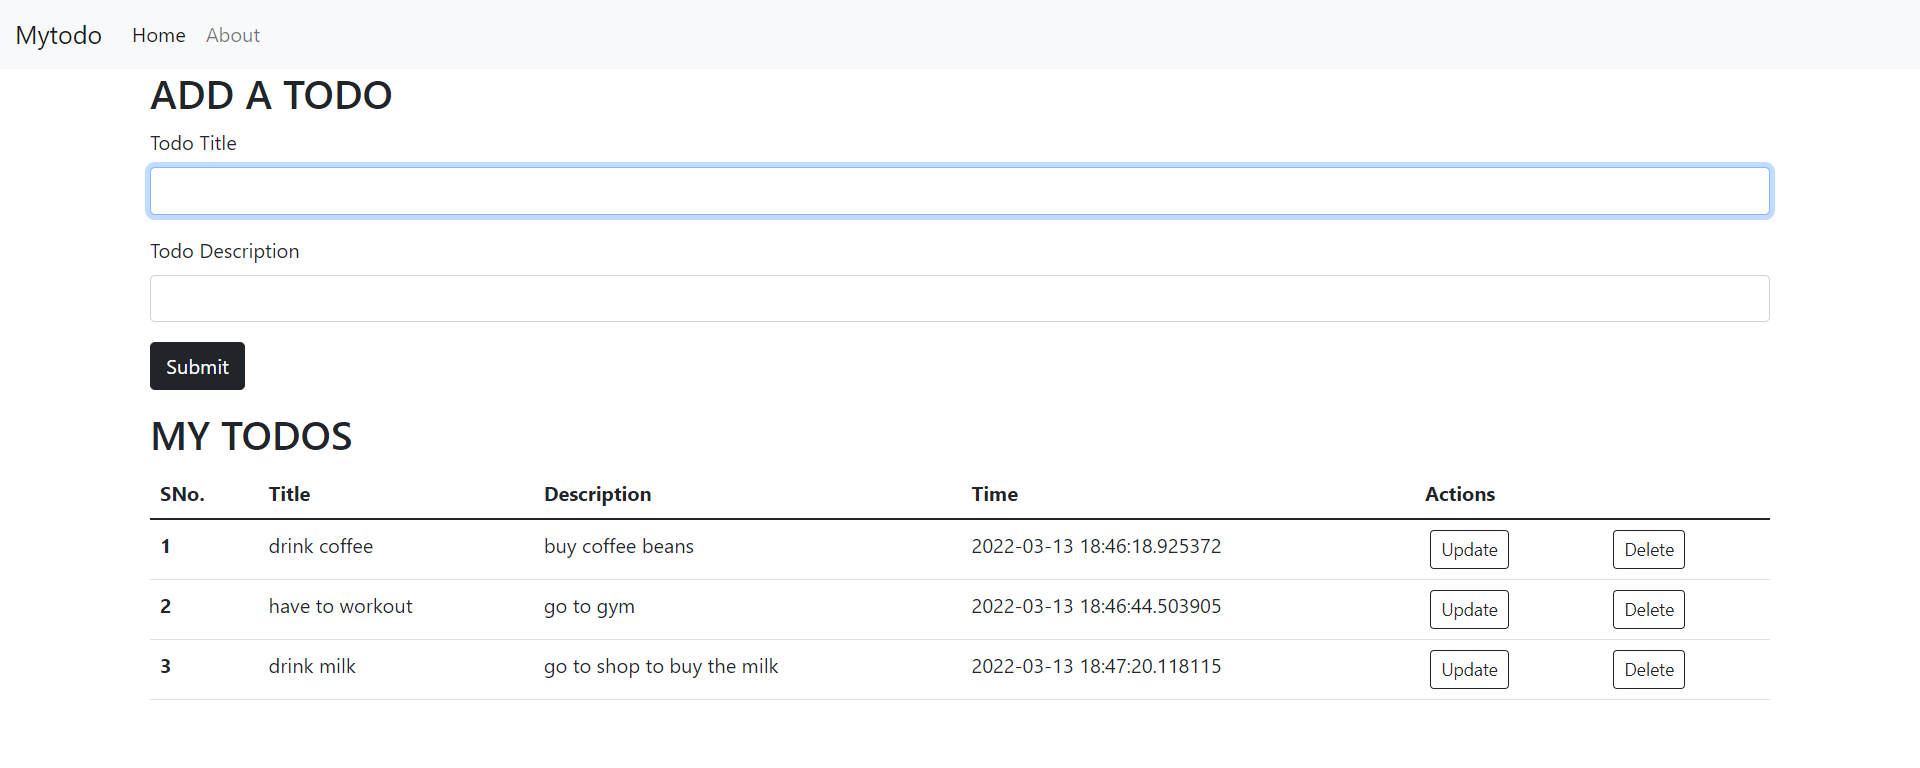 Mytodo Home About
ADD A TODO
Todo Title
Todo Description
Submit
MY TODOS
SNo. Title Description Time Actions
1 drink coffee buy coffee beans 2022-03-13 18:46:18.925372 Update Delete
2 have to workout go to gym 2022-03-13 18:46:44.503905 Update Delete
3 drink milk go to shop to buy the milk 2022-03-13 18:47:20.118115 Update Delete